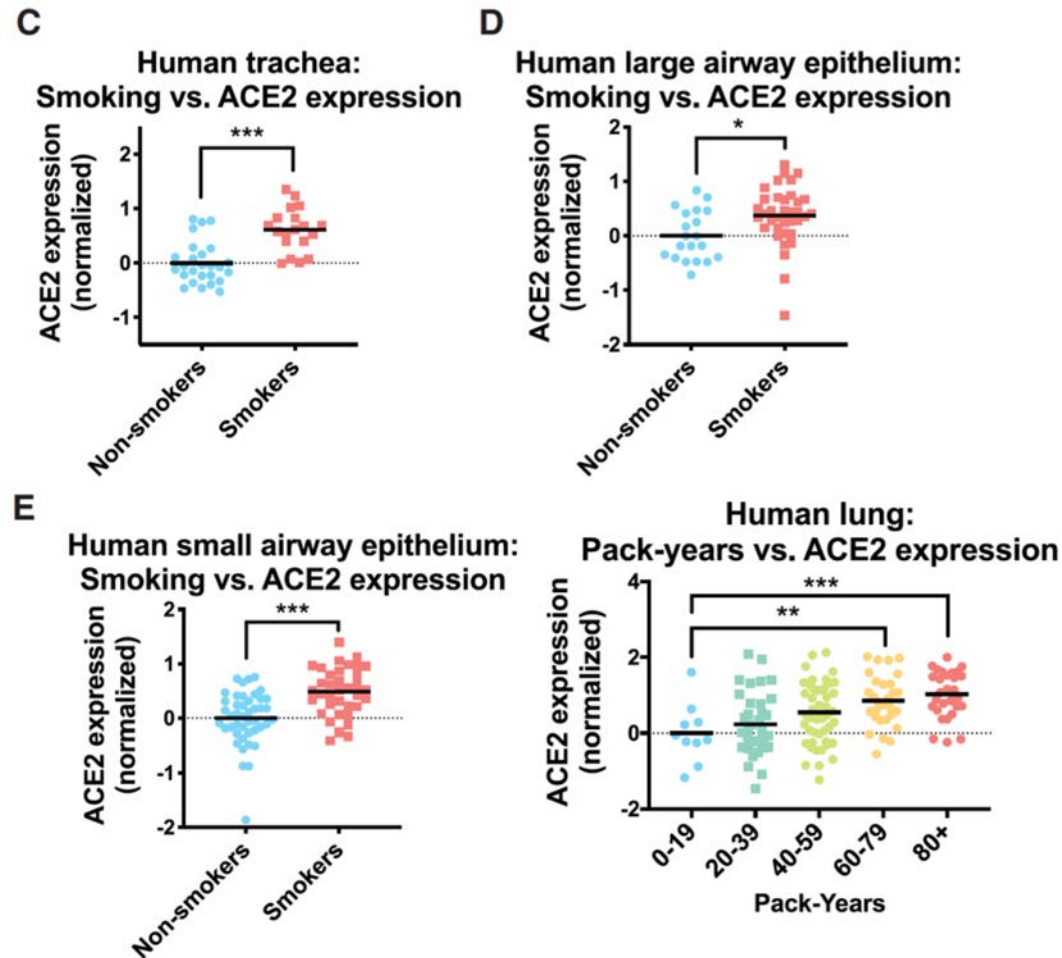 C
Human trachea:
Smoking vs. ACE2 expression
ACE2 expression
(normalized)
2
1
0
-1
***
Non-smokers
Smokers
D
Human large airway epithelium:
Smoking vs. ACE2 expression
ACE2 expression
(normalized)
2
1
0
-1
-2
*
Non-smokers
Smokers
E
Human small airway epithelium:
Smoking vs. ACE2 expression
ACE2 expression
(normalized)
2
1
0
-1
-2
***
Non-smokers
Smokers
Human lung:
Pack-years vs. ACE2 expression
ACE2 expression
(normalized)
4
2
0
-2
***
**
0-19
20-39
40-59
60-79
80+
Pack-Years